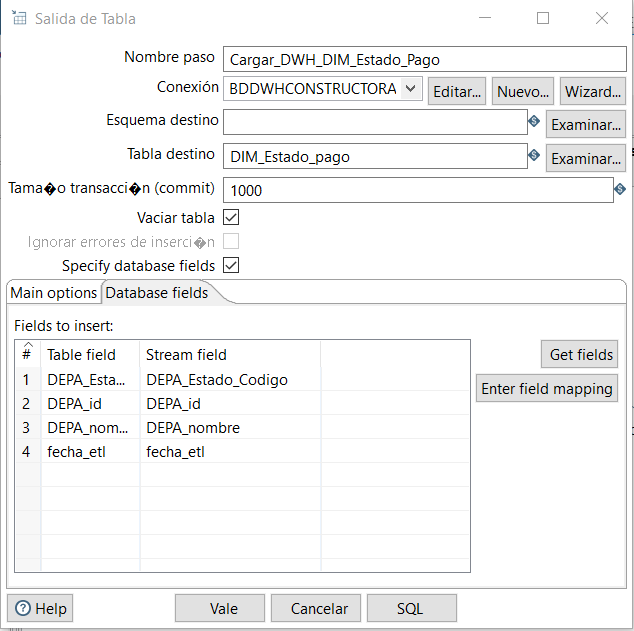 Salida de Tabla
Nombre paso Cargar_DWH_DIM_Estado_Pago
Conexión BDDWHCONSTRUCTORA Editar... Nuevo... Wizard...
Esquema destino Examinar...
Tabla destino DIM_Estado_pago Examinar...
Tama�o transacci�n (commit) 1000
Vaciar tabla
Ignorar errores de inserci�n
Specify database fields
Main options Database fields
Fields to insert:
# Table field Stream field Get fields
1 DEPA_Esta... DEPA_Estado_Codigo Enter field mapping
2 DEPA_id DEPA_id
3 DEPA_nom... DEPA_nombre
4 fecha_etl fecha_etl
Help Vale Cancelar SQL